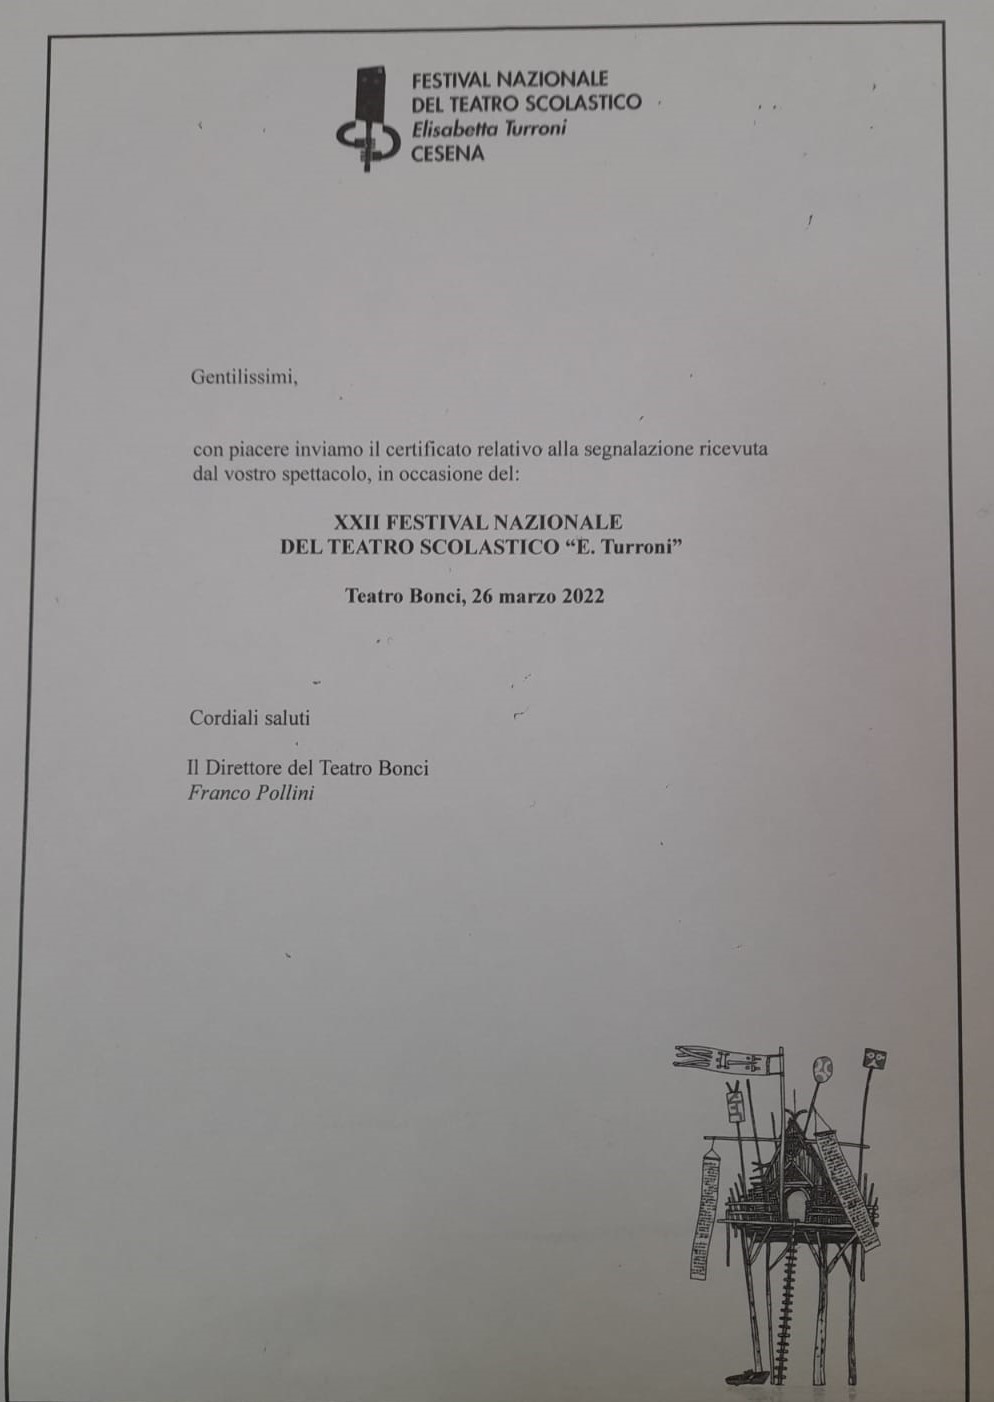 FESTIVAL NAZIONALE
DEL TEATRO SCOLASTICO
Elisabetta Turroni
CESENA
Gentilissimi,
con piacere inviamo il certificato relativo alla segnalazione ricevuta
dal vostro spettacolo, in occasione del:
XXII FESTIVAL NAZIONALE
DEL TEATRO SCOLASTICO “E. Turroni”
Teatro Bonci, 26 marzo 2022
Cordiali saluti
Il Direttore del Teatro Bonci
Franco Pollini